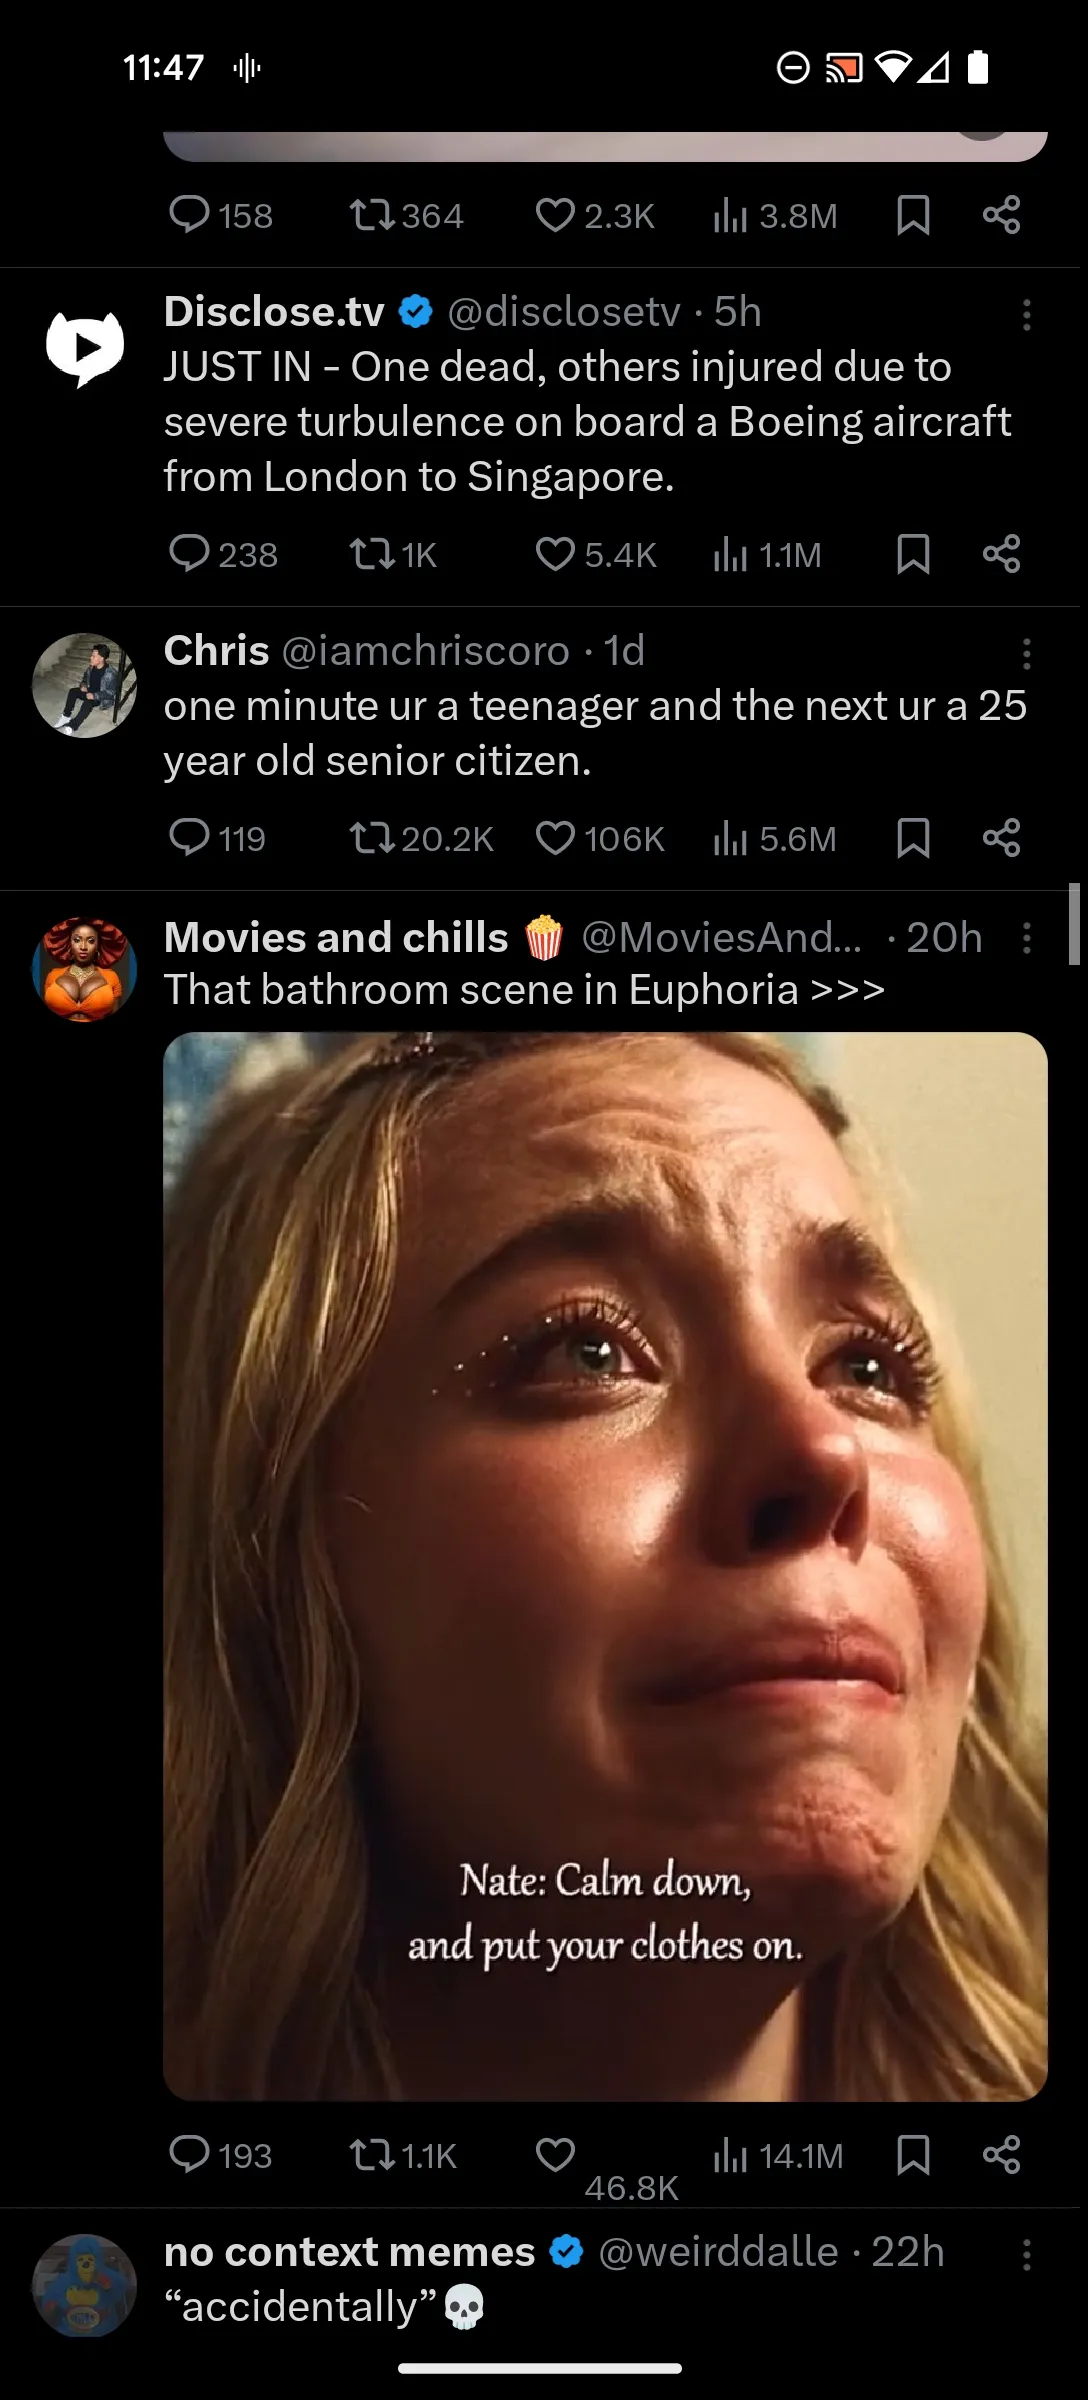 11:47
158 364 2.3K 3.8M
Disclose.tv @disclosetv · 5h
JUST IN - One dead, others injured due to
severe turbulence on board a Boeing aircraft
from London to Singapore.
238 1K 5.4K 1.1M
Chris @iamchriscoro · 1d
one minute ur a teenager and the next ur a 25
year old senior citizen.
119 20.2K 106K 5.6M
Movies and chills 🍿 @MoviesAnd... · 20h
That bathroom scene in Euphoria >>>
Nate: Calm down,
and put your clothes on.
193 1.1K 46.8K 14.1M
no context memes @weirddalle · 22h
“accidentally”💀